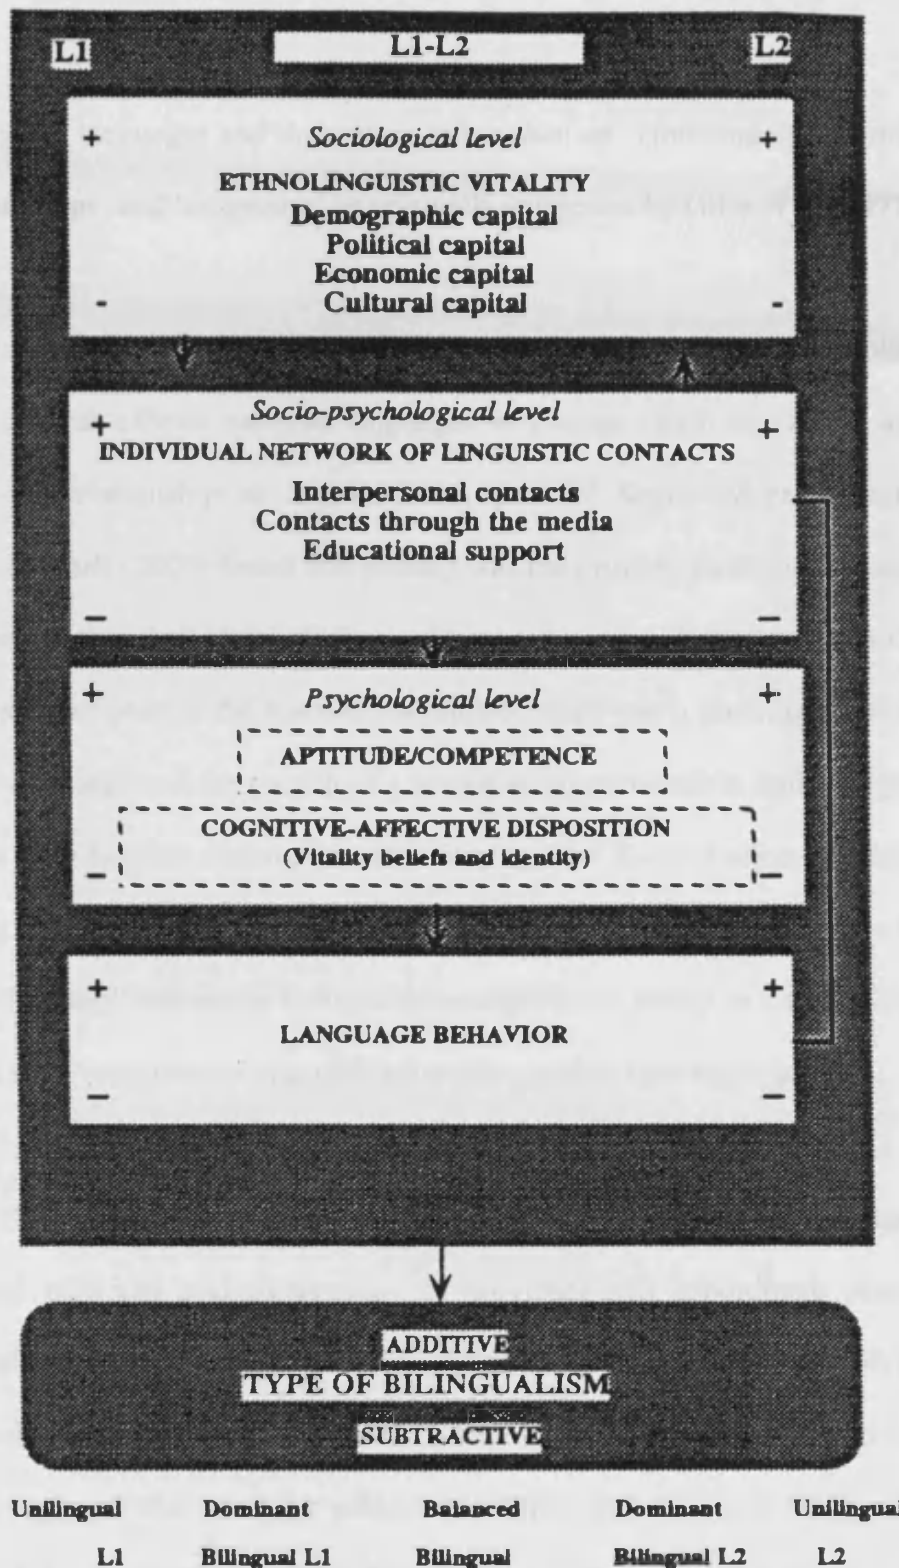 L1 L1-L2 L2
+ Sociological level +
ETHNOLINGUISTIC VITALITY
Demographic capital
Political capital
Economic capital
- Cultural capital -
Socio-psychological level
+ +
INDIVIDUAL NETWORK OF LINGUISTIC CONTACTS
Interpersonal contacts
Contacts through the media
Educational support
− −
+ Psychological level +
APTITUDE/COMPETENCE
COGNITIVE-AFFECTIVE DISPOSITION
(Vitality beliefs and identity)
− −
+ +
LANGUAGE BEHAVIOR
− −
ADDITIVE
TYPE OF BILINGUALISM
SUBTRACTIVE
Unilingual Dominant Balanced Dominant Unilingual
L1 Bilingual L1 Bilingual Bilingual L2 L2